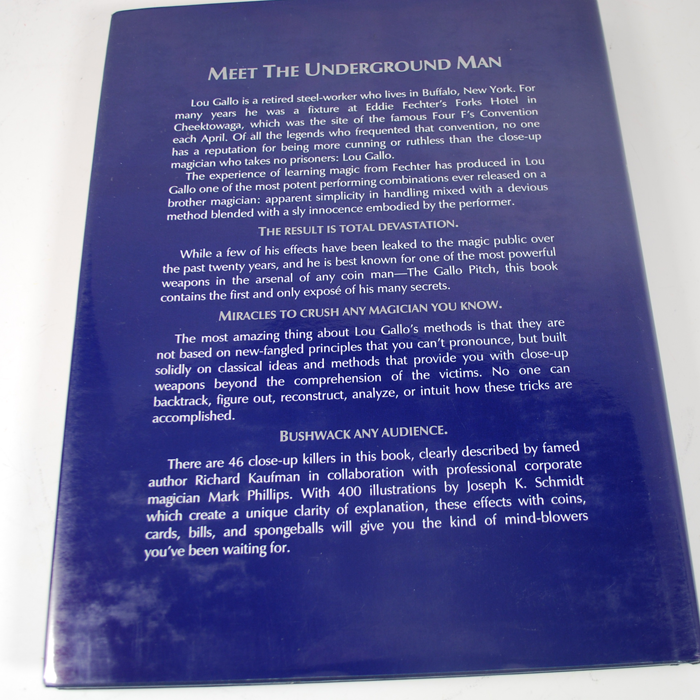 MEET THE UNDERGROUND MAN
Lou Gallo is a retired steel-worker who lives in Buffalo, New York. For
many years he was a fixture at Eddie Fechter's Forks Hotel in
Cheektowaga, which was the site of the famous Four F's Convention
each April. Of all the legends who frequented that convention, no one
has a reputation for being more cunning or ruthless than the close-up
magician who takes no prisoners: Lou Gallo.
The experience of learning magic from Fechter has produced in Lou
Gallo one of the most potent performing combinations ever released on a
brother magician: apparent simplicity in handling mixed with a devious
method blended with a sly innocence embodied by the performer.
THE RESULT IS TOTAL DEVASTATION.
While a few of his effects have been leaked to the magic public over
the past twenty years, and he is best known for one of the most powerful
weapons in the arsenal of any coin man—The Gallo Pitch, this book
contains the first and only exposé of his many secrets.
MIRACLES TO CRUSH ANY MAGICIAN YOU KNOW.
The most amazing thing about Lou Gallo's methods is that they are
not based on new-fangled principles that you can't pronounce, but built
solidly on classical ideas and methods that provide you with close-up
weapons beyond the comprehension of the victims. No one can
backtrack, figure out, reconstruct, analyze, or intuit how these tricks are
accomplished.
BUSHWACK ANY AUDIENCE.
There are 46 close-up killers in this book, clearly described by famed
author Richard Kaufman in collaboration with professional corporate
magician Mark Phillips. With 400 illustrations by Joseph K. Schmidt
which create a unique clarity of explanation, these effects with coins,
cards, bills, and spongeballs will give you the kind of mind-blowers
you've been waiting for.